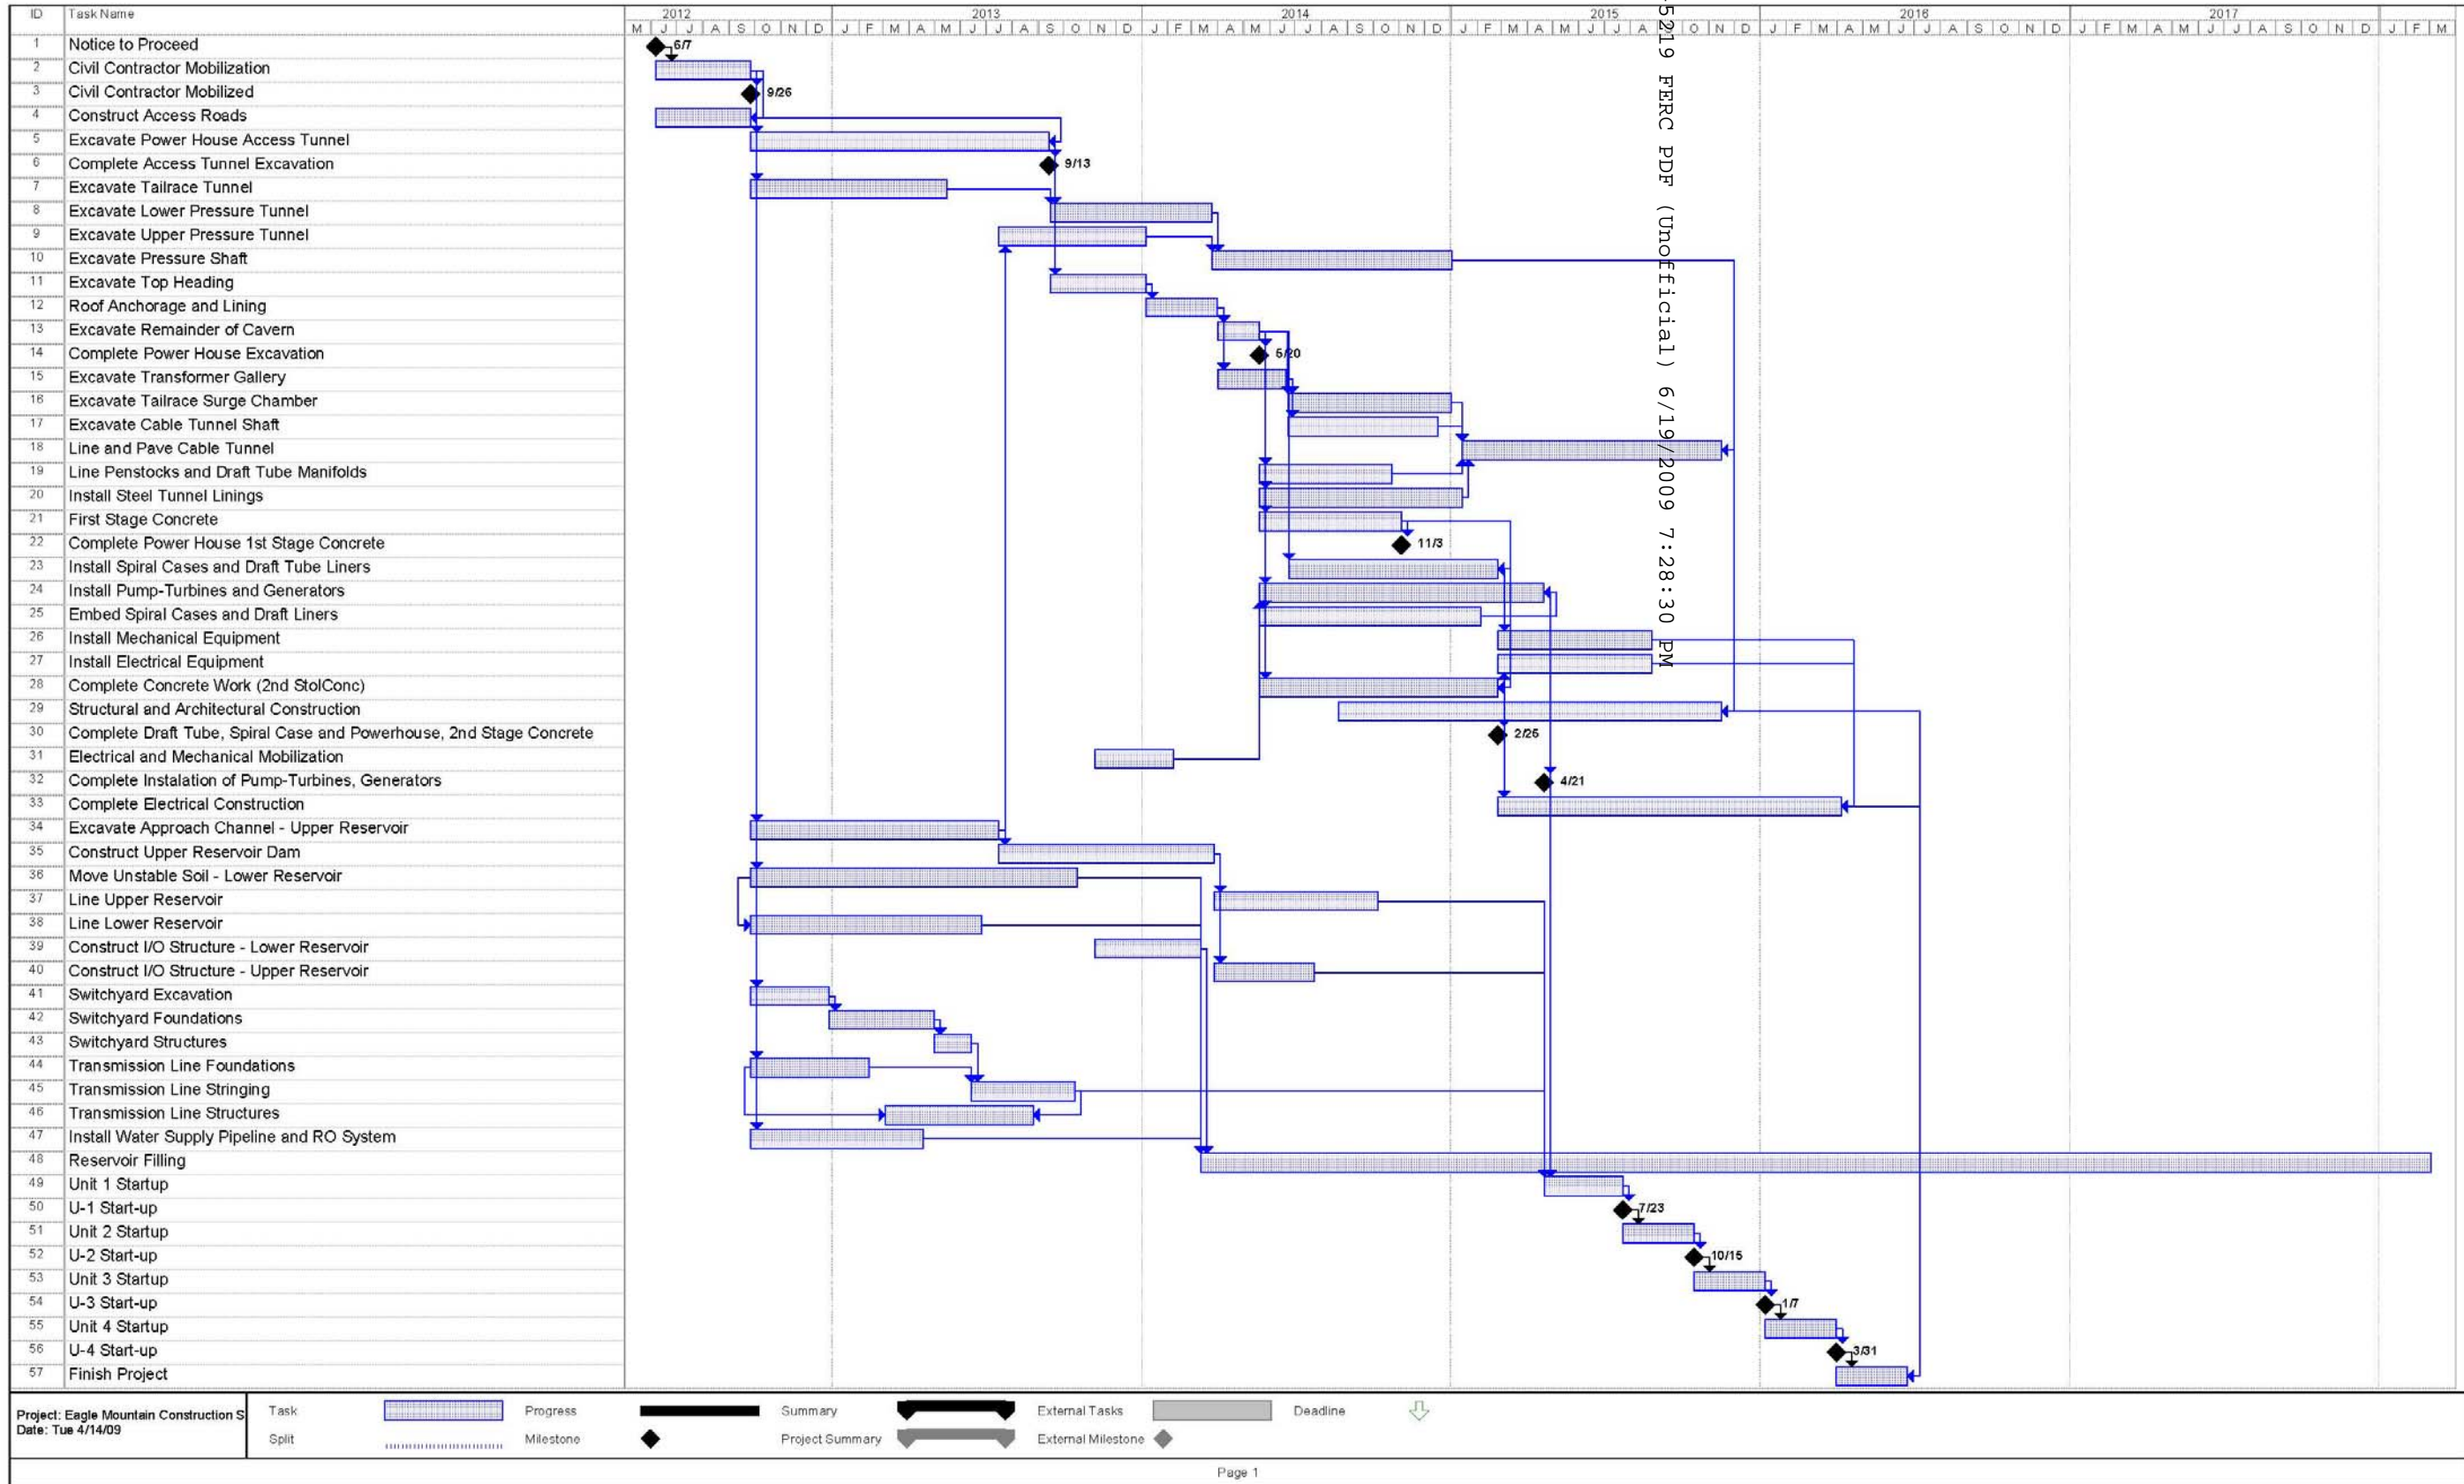 ID Task Name 2012 2013 2014 2015 2016 2017
M J J A S O N D J F M A M J J A S O N D J F M A M J J A S O N D J F M A M J J A O N D J F M A M J J A S O N D J F M A M J J A S O N D J F M
1 Notice to Proceed 6/7
2 Civil Contractor Mobilization
3 Civil Contractor Mobilized 9/26
4 Construct Access Roads
5 Excavate Power House Access Tunnel
6 Complete Access Tunnel Excavation 9/13
7 Excavate Tailrace Tunnel
8 Excavate Lower Pressure Tunnel
9 Excavate Upper Pressure Tunnel
10 Excavate Pressure Shaft
11 Excavate Top Heading
12 Roof Anchorage and Lining
13 Excavate Remainder of Cavern
14 Complete Power House Excavation
15 Excavate Transformer Gallery
16 Excavate Tailrace Surge Chamber
17 Excavate Cable Tunnel Shaft
18 Line and Pave Cable Tunnel
19 Line Penstocks and Draft Tube Manifolds
20 Install Steel Tunnel Linings
21 First Stage Concrete
22 Complete Power House 1st Stage Concrete 11/3
23 Install Spiral Cases and Draft Tube Liners
24 Install Pump-Turbines and Generators
25 Embed Spiral Cases and Draft Liners
26 Install Mechanical Equipment
27 Install Electrical Equipment
28 Complete Concrete Work (2nd StolConc)
29 Structural and Architectural Construction
30 Complete Draft Tube, Spiral Case and Powerhouse, 2nd Stage Concrete 2/26
31 Electrical and Mechanical Mobilization
32 Complete Instalation of Pump-Turbines, Generators 4/21
33 Complete Electrical Construction
34 Excavate Approach Channel - Upper Reservoir
35 Construct Upper Reservoir Dam
36 Move Unstable Soil - Lower Reservoir
37 Line Upper Reservoir
38 Line Lower Reservoir
39 Construct I/O Structure - Lower Reservoir
40 Construct I/O Structure - Upper Reservoir
41 Switchyard Excavation
42 Switchyard Foundations
43 Switchyard Structures
44 Transmission Line Foundations
45 Transmission Line Stringing
46 Transmission Line Structures
47 Install Water Supply Pipeline and RO System
48 Reservoir Filling
49 Unit 1 Startup
50 U-1 Start-up 7/23
51 Unit 2 Startup
52 U-2 Start-up 10/15
53 Unit 3 Startup
54 U-3 Start-up 1/7
55 Unit 4 Startup
56 U-4 Start-up 3/31
57 Finish Project
5219 FERC PDF (Unofficial) 6/19/2009 7:28:30 PM
Project: Eagle Mountain Construction S
Date: Tue 4/14/09
Task Progress Summary External Tasks Deadline
Split Milestone Project Summary External Milestone
Page 1